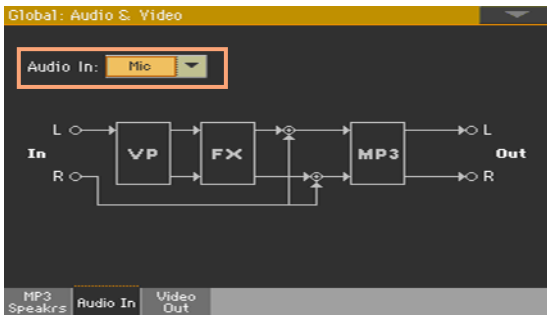 Global: Audio & Video
Audio In: Mic
L L
In VP FX MP3 Out
R R
MP3 Speakrs Audio In Video Out